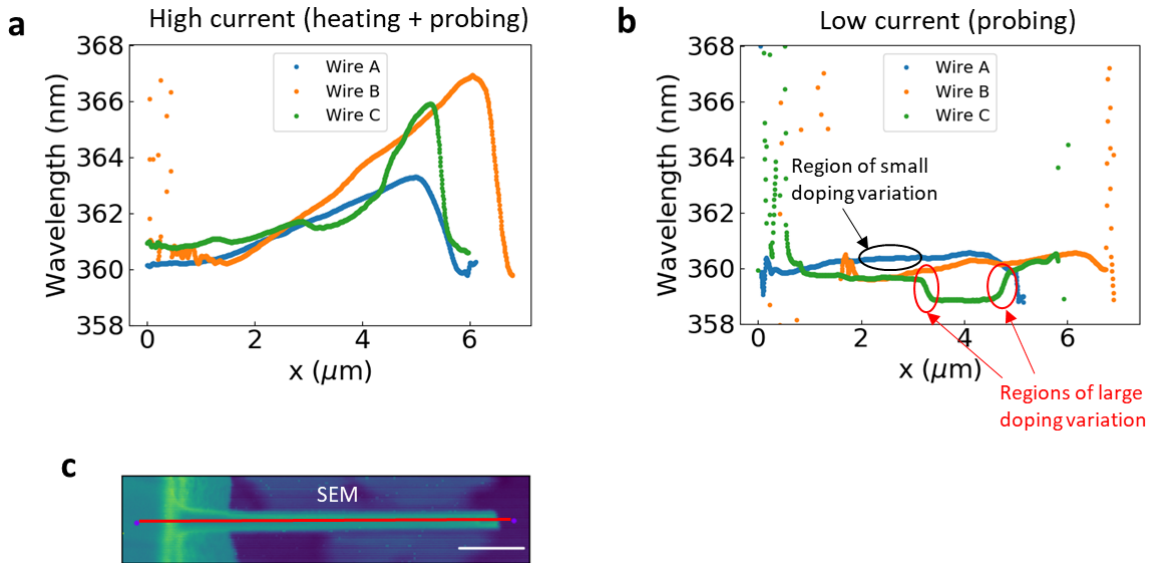 a
High current (heating + probing)
368
366
364
362
360
358
Wavelength (nm)
Wire A
Wire B
Wire C
0
2
4
6
x (μm)
b
Low current (probing)
368
366
364
362
360
358
Wavelength (nm)
Wire A
Wire B
Wire C
Region of small
doping variation
0
2
4
6
x (μm)
Regions of large
doping variation
c
SEM